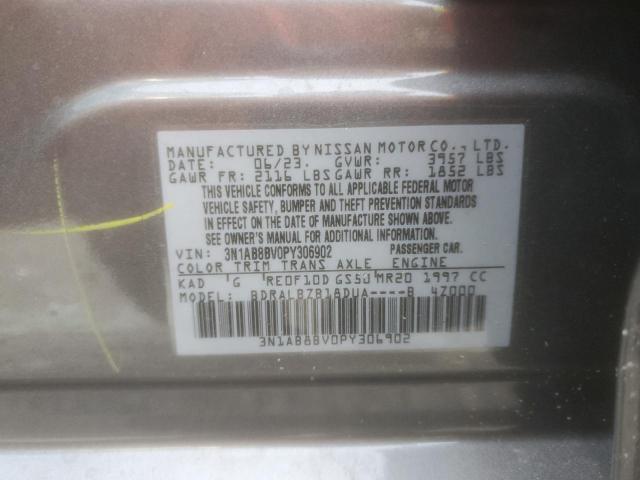 MANUFACTURED BY NISSAN MOTOR CO., LTD.
DATE: 06/23. GVWR: 3957 LBS
GAWR FR: 2116 LBS GAWR RR: 1852 LBS
THIS VEHICLE CONFORMS TO ALL APPLICABLE FEDERAL MOTOR
VEHICLE SAFETY, BUMPER AND THEFT PREVENTION STANDARDS
IN EFFECT ON THE DATE OF MANUFACTURE SHOWN ABOVE.
SEE OWNER'S MANUAL FOR ADDITIONAL INFORMATION.
VIN: 3N1AB8BV0PY306902 PASSENGER CAR.
COLOR TRIM TRANS AXLE ENGINE
KAD G RE0F10D GS5J MR20 1997 CC
MODEL: BDRALBZB18DUA----B 4Z000
3N1AB8BV0PY306902